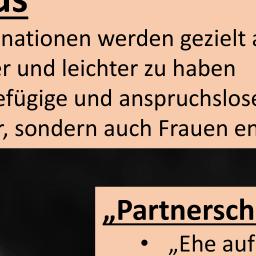 us
nationen werden gezielt a
er und leichter zu haben
efügige und anspruchslose
r, sondern auch Frauen en
„Partnersch
• „Ehe auf